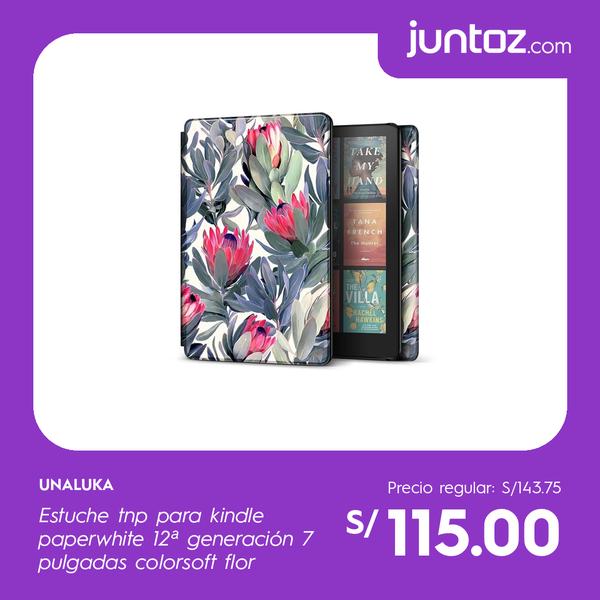 juntoz.com
TAKE
MY
HAND
TANA
FRENCH
The Hunter
THE
VILLA
RACHEL
HAWKINS
UNALUKA
Estuche tnp para kindle
paperwhite 12ª generación 7
pulgadas colorsoft flor
Precio regular: S/143.75
S/115.00